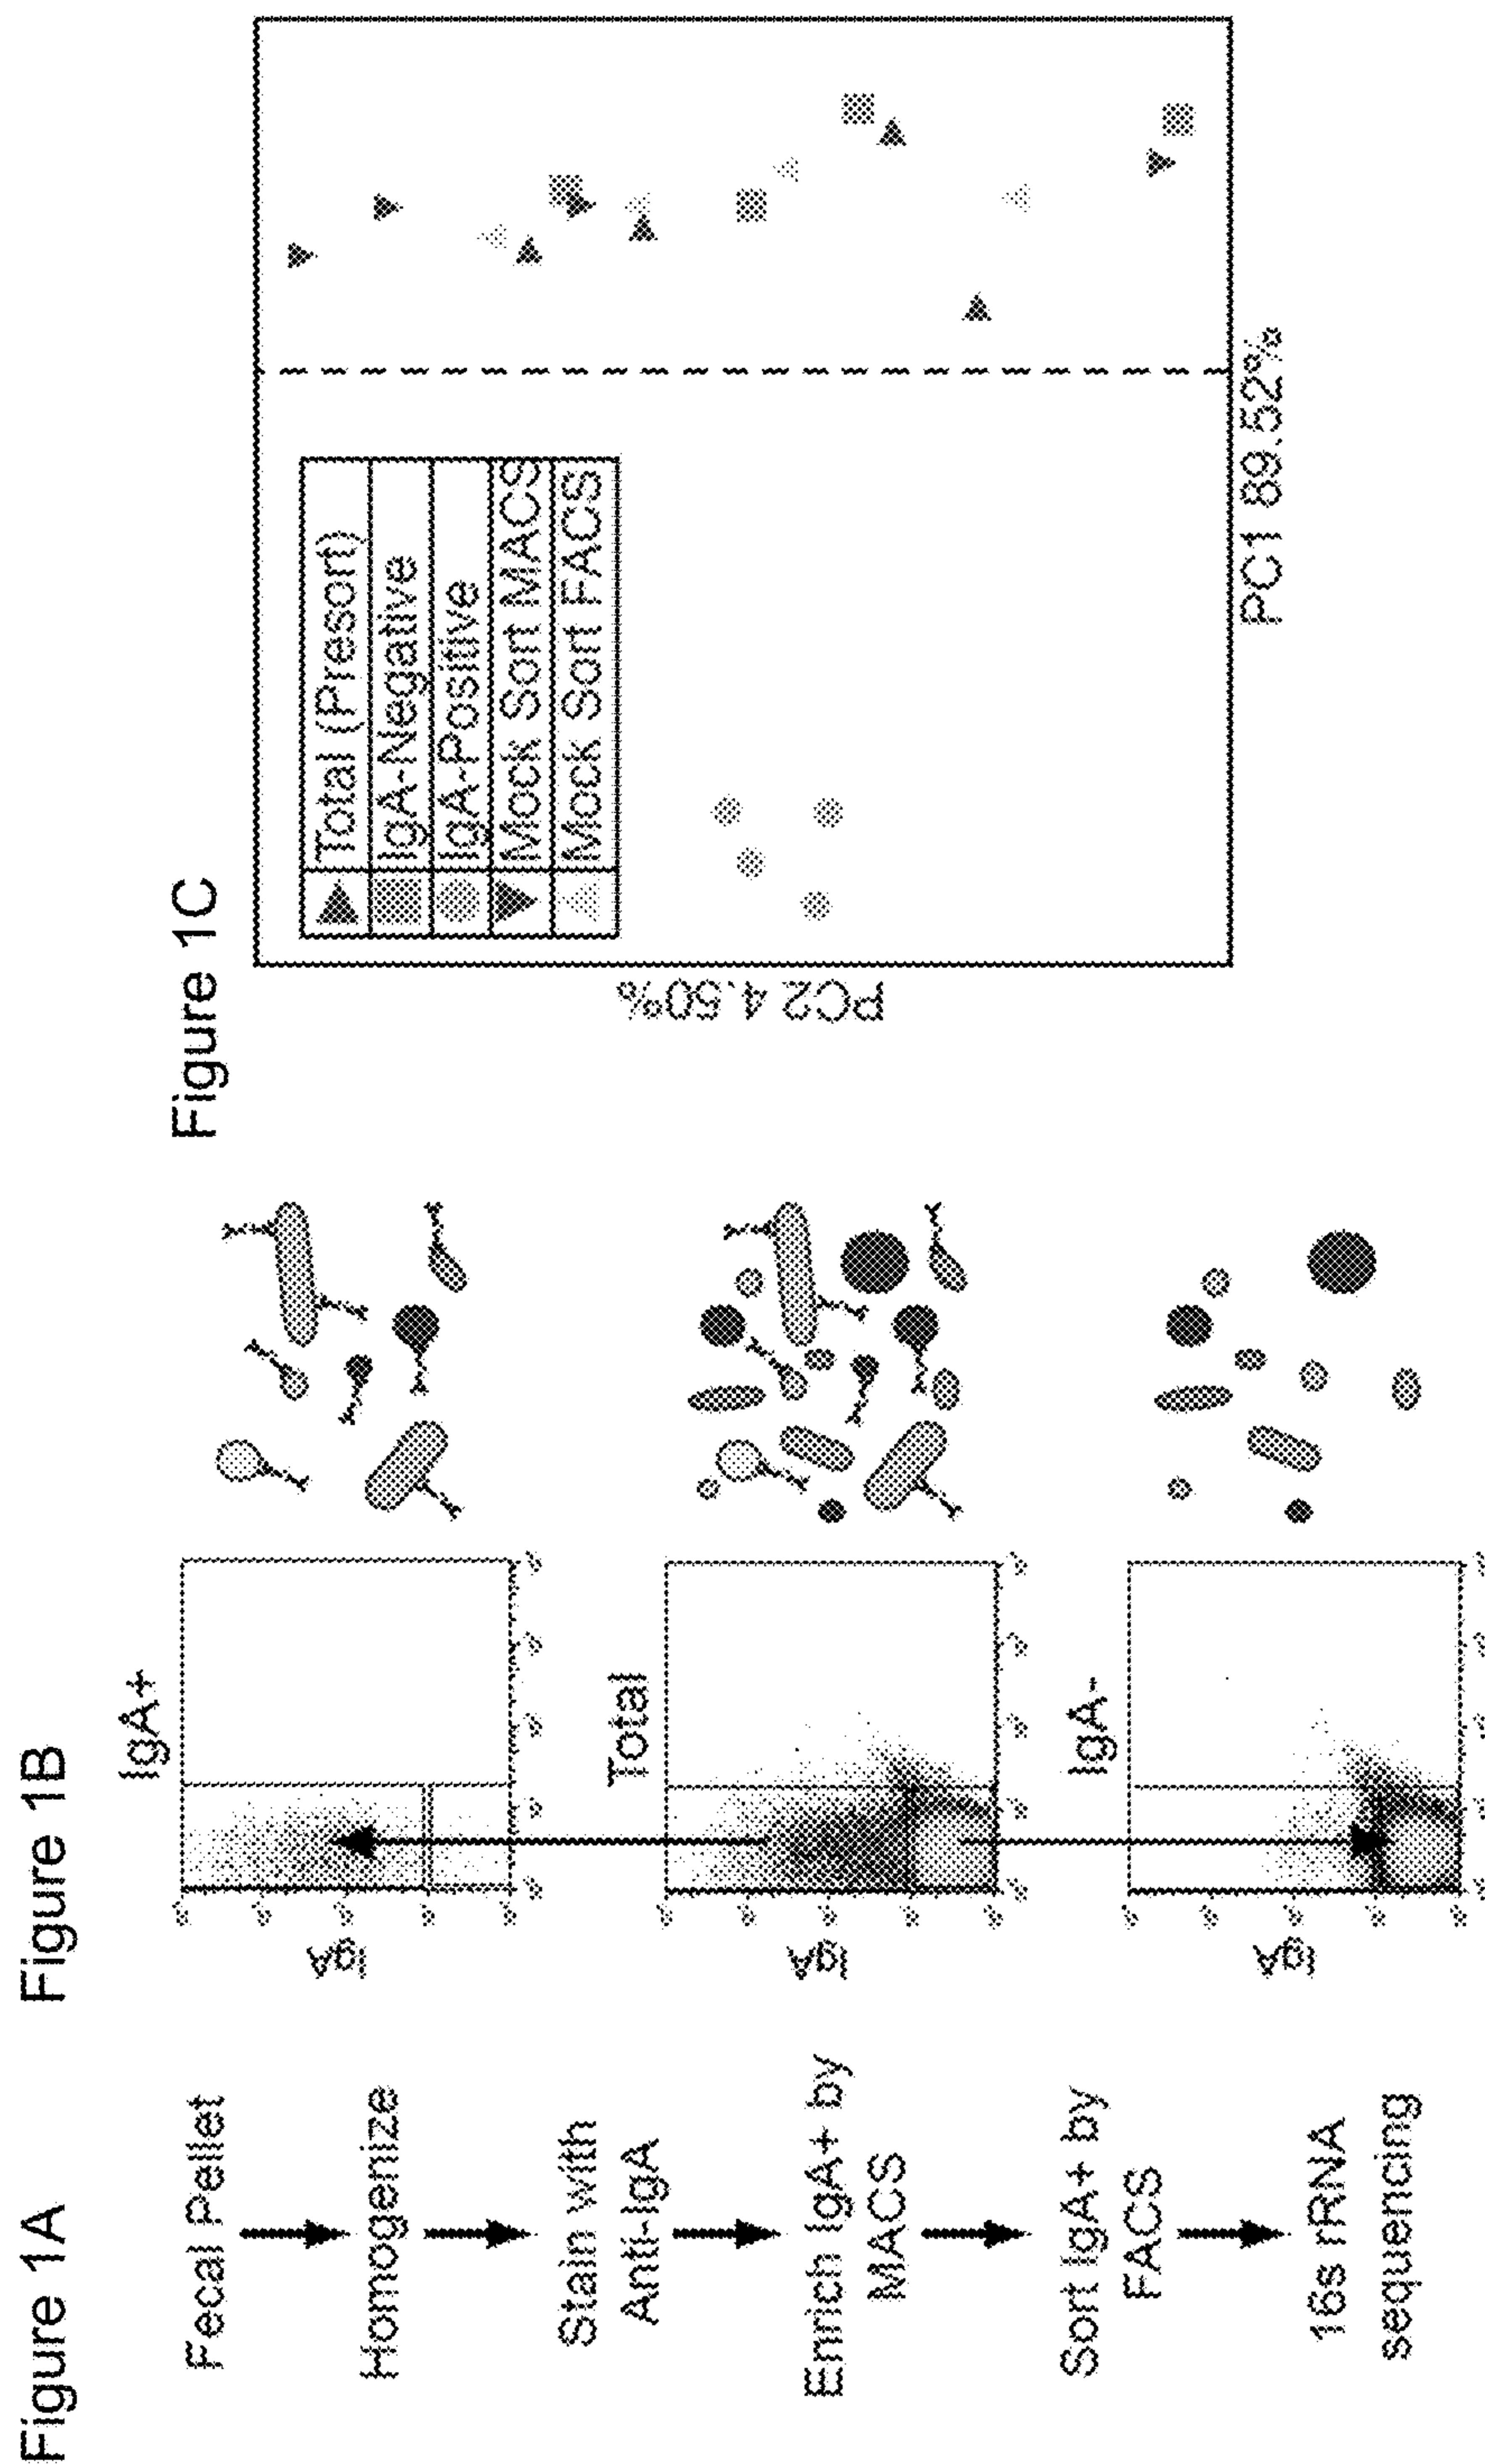 Figure 1A
Fecal Pellet
Homogenize
Stain with
Anti-IgA
Enrich IgA+ by
MACS
Sort IgA+ by
FACS
16s rRNA
sequencing
Figure 1B
IgA+
IgA
Total
IgA
IgA-
IgA
Figure 1C
Total (Presort)
IgA-Negative
IgA-Positive
Mock Sort MACS
Mock Sort FACS
PC2 4.50%
PC1 89.52%